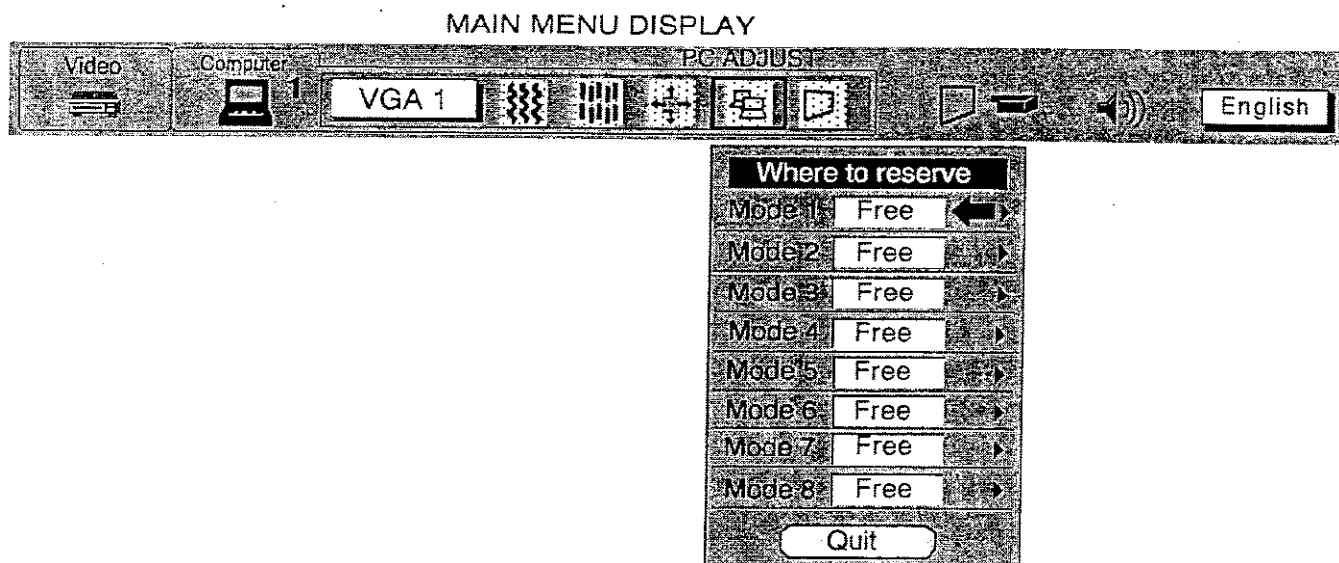 MAIN MENU DISPLAY
Video
Computer
1
PC ADJUST
VGA 1
English
Where to reserve
Mode 1 Free
Mode 2 Free
Mode 3 Free
Mode 4 Free
Mode 5 Free
Mode 6 Free
Mode 7 Free
Mode 8 Free
Quit